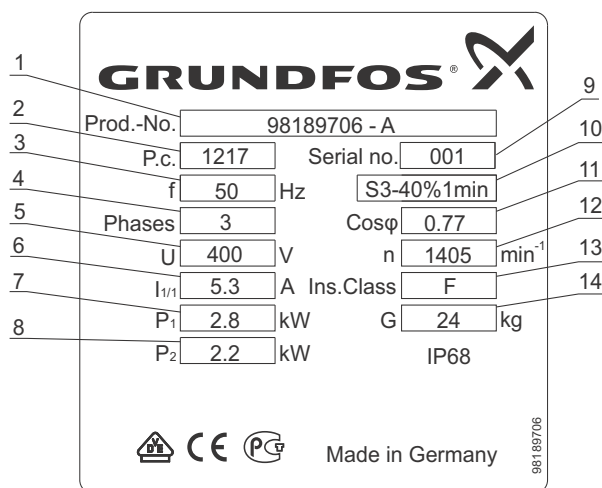 GRUNDFOS®
1
Prod.-No. 98189706 - A
2
P.c. 1217
Serial no. 001
9
3
f 50 Hz
S3-40%1min
10
4
Phases 3
Cosφ 0.77
11
5
U 400 V
n 1405 min-1
12
6
I1/1 5.3 A
Ins.Class F
13
7
P1 2.8 kW
G 24 kg
14
8
P2 2.2 kW
IP68
DVE
CE
PCT
Made in Germany
98189706